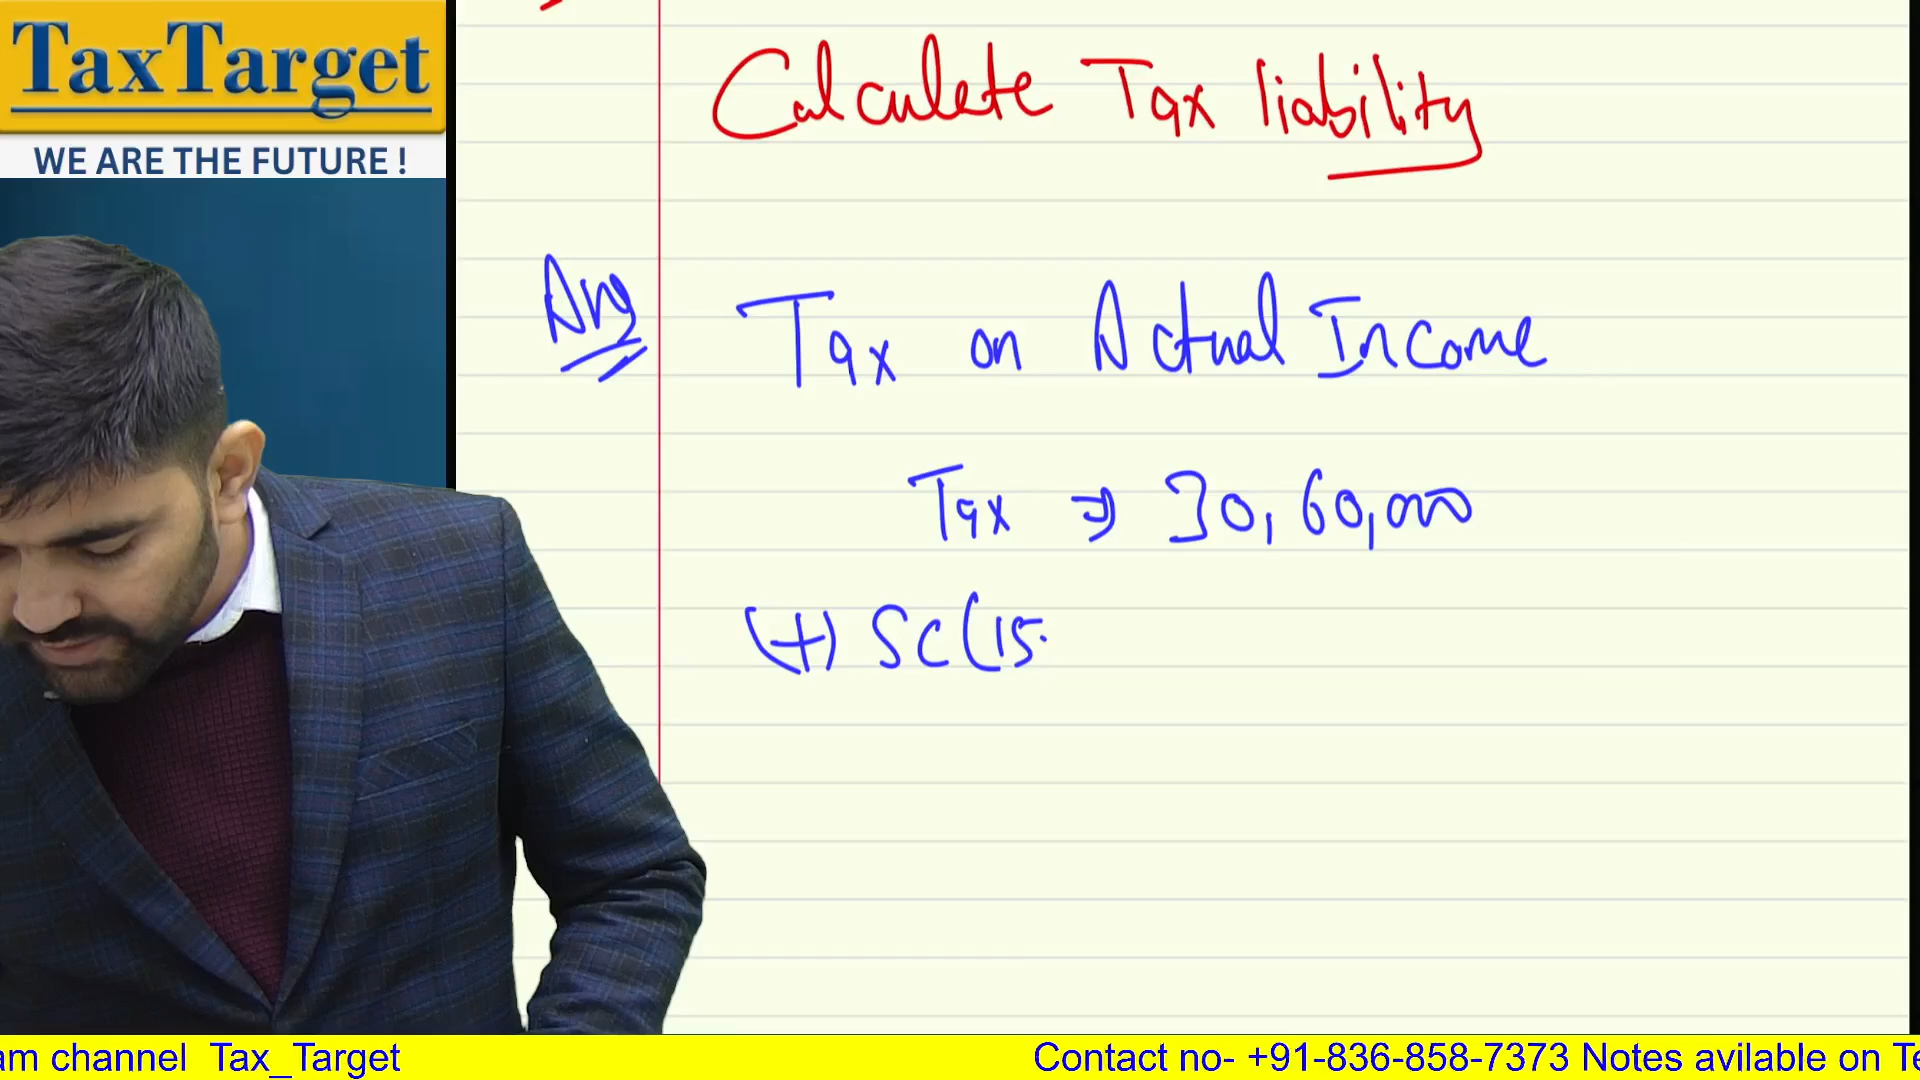 TaxTarget
WE ARE THE FUTURE !
Calculate Tax liability
Ans
Tax on Actual Income
Tax ⇒ 30,60,000
(+) SC (15.
am channel Tax_Target
Contact no- +91-836-858-7373 Notes avilable on Te